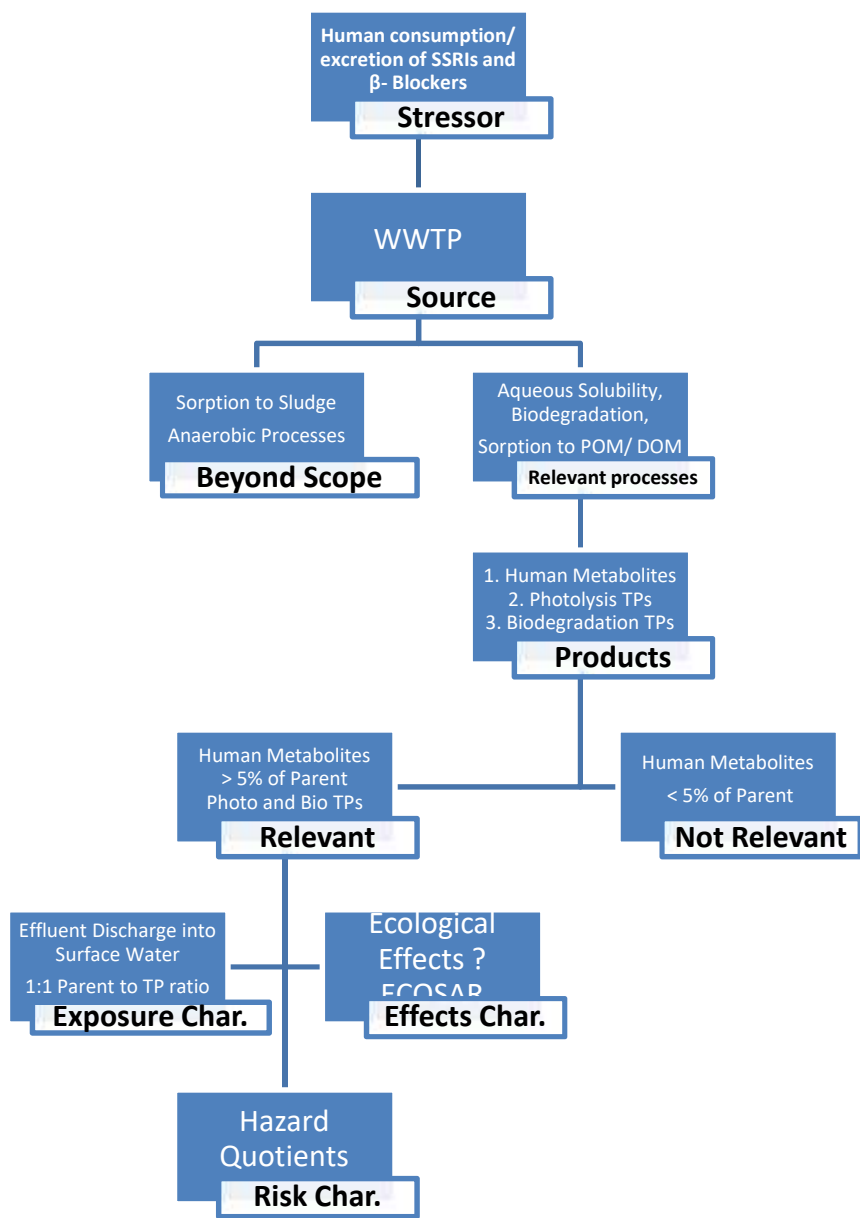 Human consumption/
excretion of SSRIs and
β- Blockers
Stressor
WWTP
Source
Sorption to Sludge
Anaerobic Processes
Beyond Scope
Aqueous Solubility,
Biodegradation,
Sorption to POM/ DOM
Relevant processes
1. Human Metabolites
2. Photolysis TPs
3. Biodegradation TPs
Products
Human Metabolites
> 5% of Parent
Photo and Bio TPs
Relevant
Human Metabolites
< 5% of Parent
Not Relevant
Effluent Discharge into
Surface Water
1:1 Parent to TP ratio
Exposure Char.
Ecological
Effects ?
ECOSAR
Effects Char.
Hazard
Quotients
Risk Char.